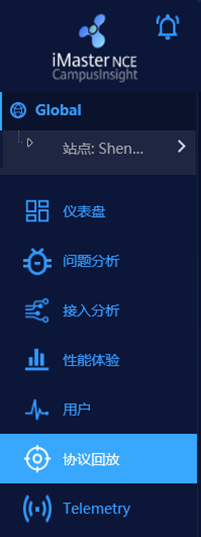 iMaster NCE
CampusInsight
Global
站点: Shen...
仪表盘
问题分析
接入分析
性能体验
用户
协议回放
Telemetry